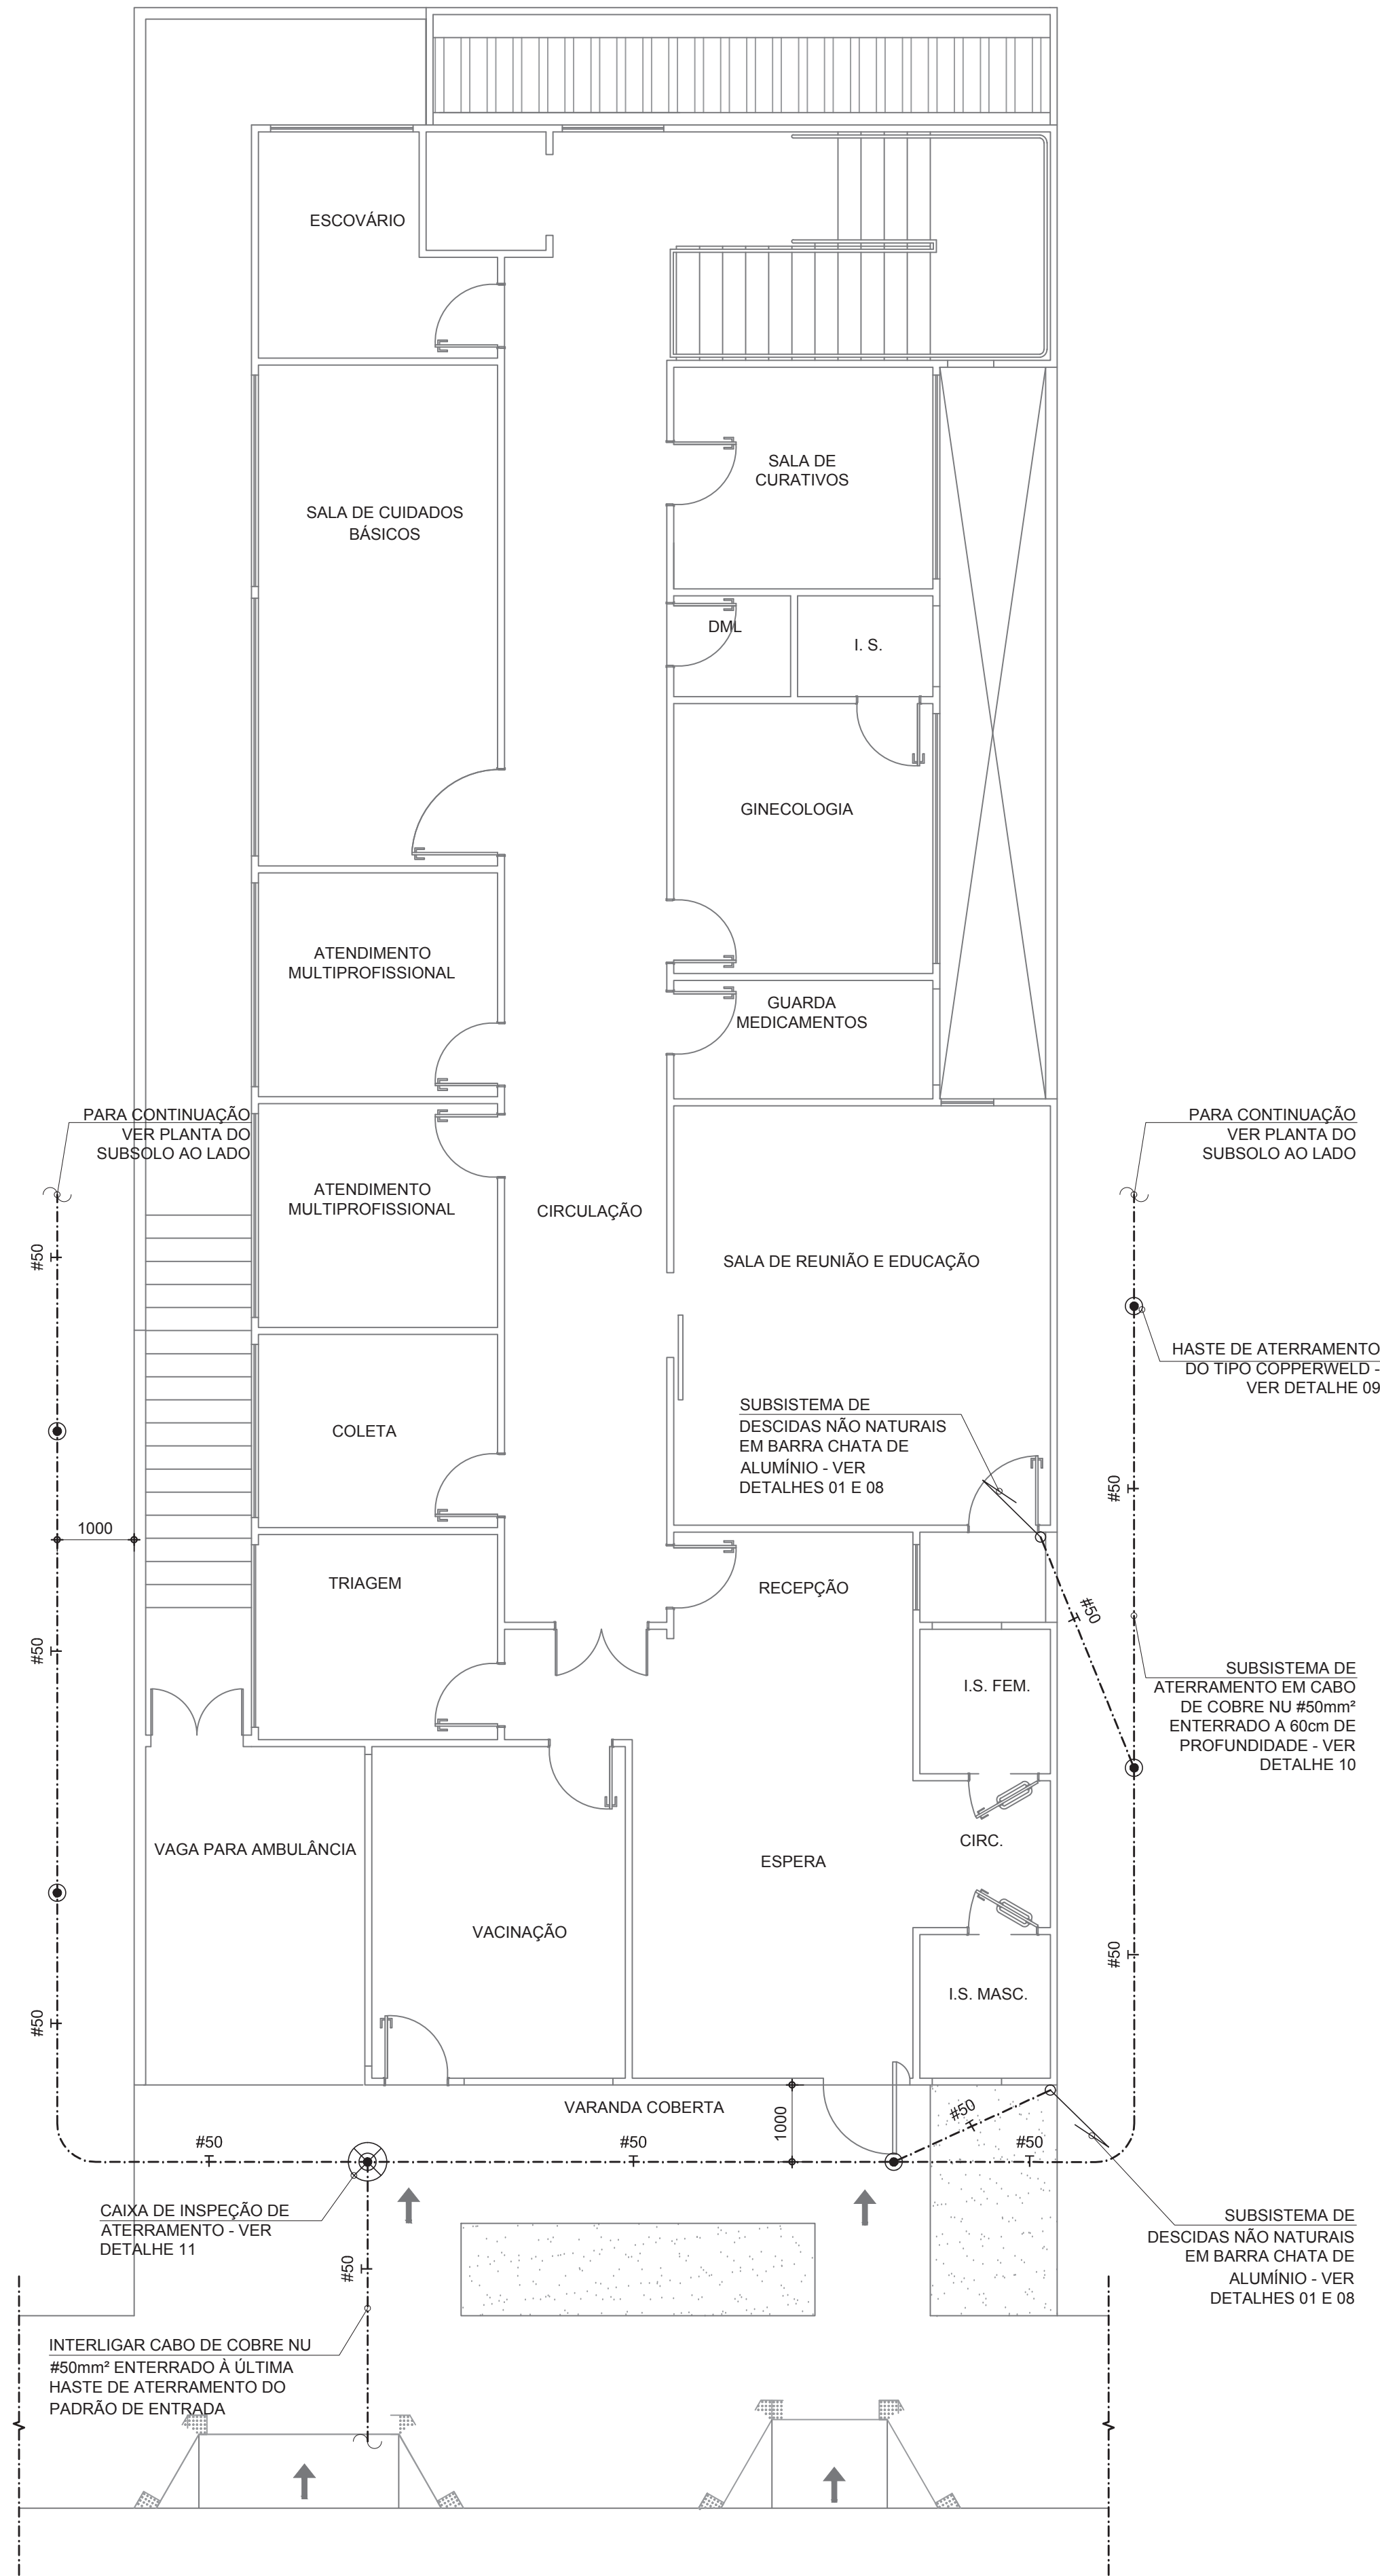 ESCOVÁRIO
SALA DE
CURATIVOS
SALA DE CUIDADOS
BÁSICOS
DML
I. S.
GINECOLOGIA
ATENDIMENTO
MULTIPROFISSIONAL
GUARDA
MEDICAMENTOS
PARA CONTINUAÇÃO
VER PLANTA DO
SUBSOLO AO LADO
PARA CONTINUAÇÃO
VER PLANTA DO
SUBSOLO AO LADO
ATENDIMENTO
MULTIPROFISSIONAL
CIRCULAÇÃO
SALA DE REUNIÃO E EDUCAÇÃO
#50
HASTE DE ATERRAMENTO
DO TIPO COPPERWELD -
VER DETALHE 09
SUBSISTEMA DE
DESCIDAS NÃO NATURAIS
EM BARRA CHATA DE
ALUMÍNIO - VER
DETALHES 01 E 08
COLETA
#50
1000
TRIAGEM
RECEPÇÃO
#50
#50
SUBSISTEMA DE
ATERRAMENTO EM CABO
DE COBRE NU #50mm²
ENTERRADO A 60cm DE
PROFUNDIDADE - VER
DETALHE 10
I.S. FEM.
VAGA PARA AMBULÂNCIA
ESPERA
CIRC.
VACINAÇÃO
#50
I.S. MASC.
#50
VARANDA COBERTA
1000
#50
#50
#50
#50
CAIXA DE INSPEÇÃO DE
ATERRAMENTO - VER
DETALHE 11
#50
SUBSISTEMA DE
DESCIDAS NÃO NATURAIS
EM BARRA CHATA DE
ALUMÍNIO - VER
DETALHES 01 E 08
INTERLIGAR CABO DE COBRE NU
#50mm² ENTERRADO À ÚLTIMA
HASTE DE ATERRAMENTO DO
PADRÃO DE ENTRADA